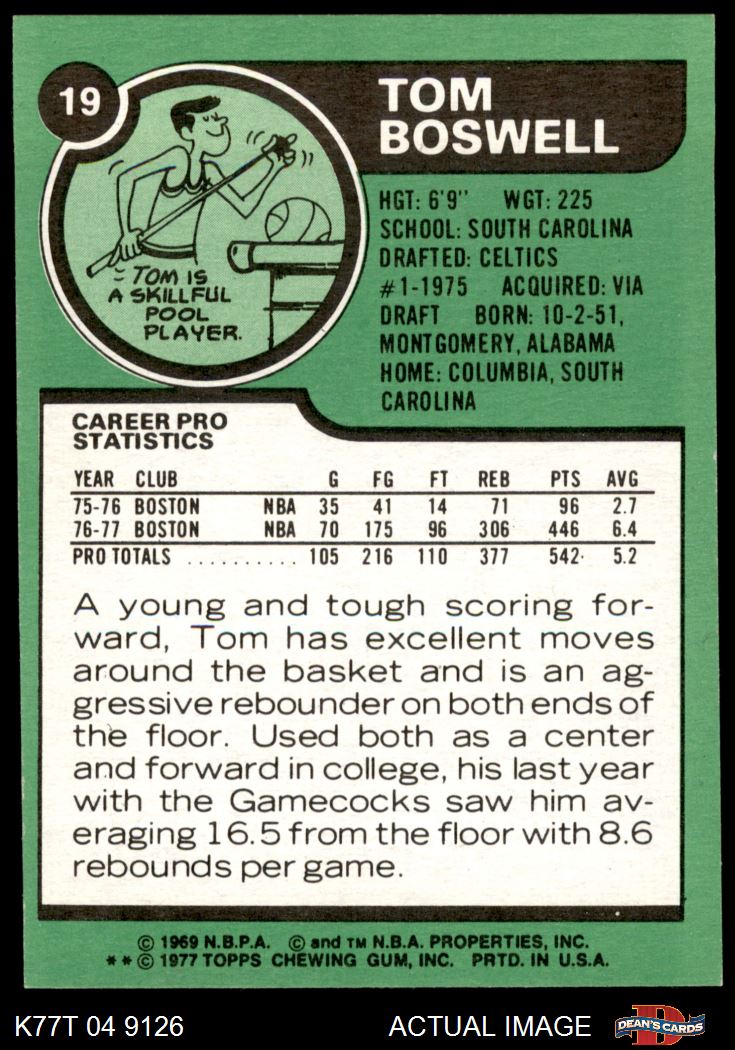 19
TOM
BOSWELL
TOM IS
A SKILLFUL
POOL
PLAYER.
HGT: 6'9" WGT: 225
SCHOOL: SOUTH CAROLINA
DRAFTED: CELTICS
#1-1975 ACQUIRED: VIA
DRAFT BORN: 10-2-51,
MONTGOMERY, ALABAMA
HOME: COLUMBIA, SOUTH
CAROLINA
CAREER PRO
STATISTICS
YEAR CLUB G FG FT REB PTS AVG
75-76 BOSTON NBA 35 41 14 71 96 2.7
76-77 BOSTON NBA 70 175 96 306 446 6.4
PRO TOTALS .......... 105 216 110 377 542 5.2
A young and tough scoring for-
ward, Tom has excellent moves
around the basket and is an ag-
gressive rebounder on both ends of
the floor. Used both as a center
and forward in college, his last year
with the Gamecocks saw him av-
eraging 16.5 from the floor with 8.6
rebounds per game.
© 1969 N.B.P.A. © and TM N.B.A. PROPERTIES, INC.
**© 1977 TOPPS CHEWING GUM, INC. PRTD. IN U.S.A.
K77T 04 9126 ACTUAL IMAGE D DEAN'S CARDS